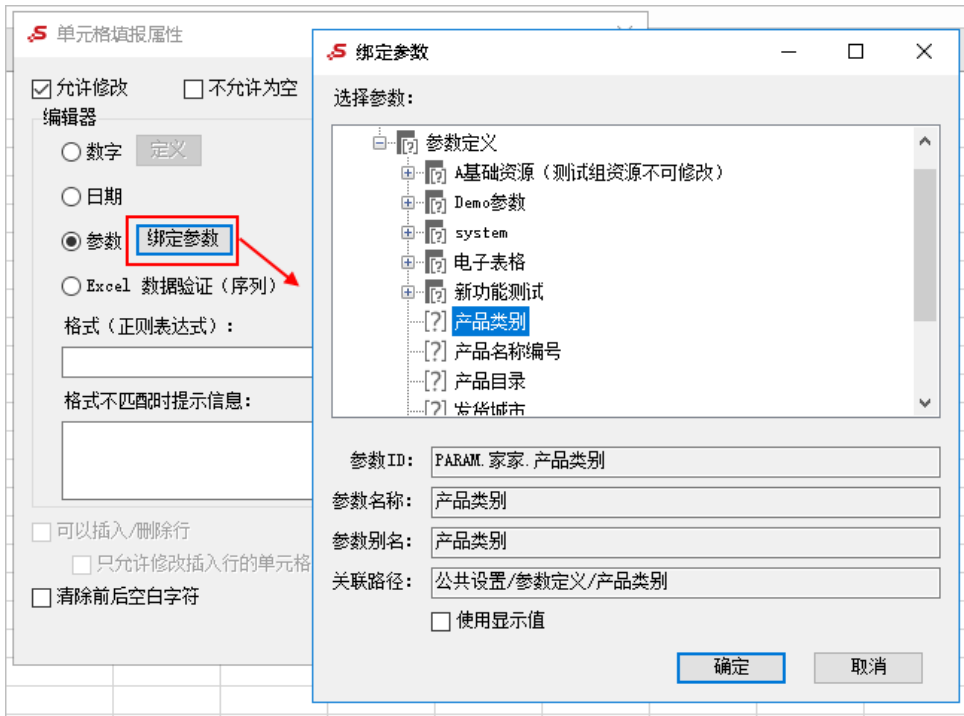 单元格填报属性
允许修改
不允许为空
编辑器
数字
定义
日期
参数
绑定参数
Excel 数据验证（序列）
格式（正则表达式）：
格式不匹配时提示信息：
可以插入/删除行
只允许修改插入行的单元格
清除前后空白字符
绑定参数
选择参数：
参数定义
A基础资源（测试组资源不可修改）
Demo参数
system
电子表格
新功能测试
产品类别
产品名称编号
产品目录
发货城市
参数ID： PARAM.家家.产品类别
参数名称： 产品类别
参数别名： 产品类别
关联路径： 公共设置/参数定义/产品类别
使用显示值
确定
取消